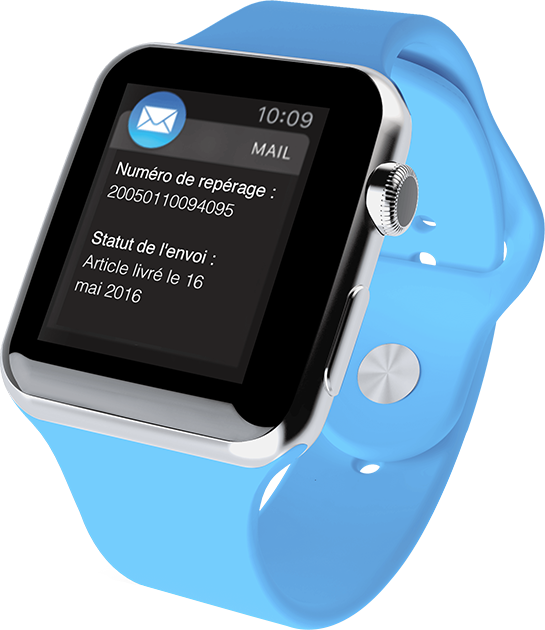 10:09
MAIL
Numéro de repérage :
20050110094095
Statut de l'envoi :
Article livré le 16
mai 2016